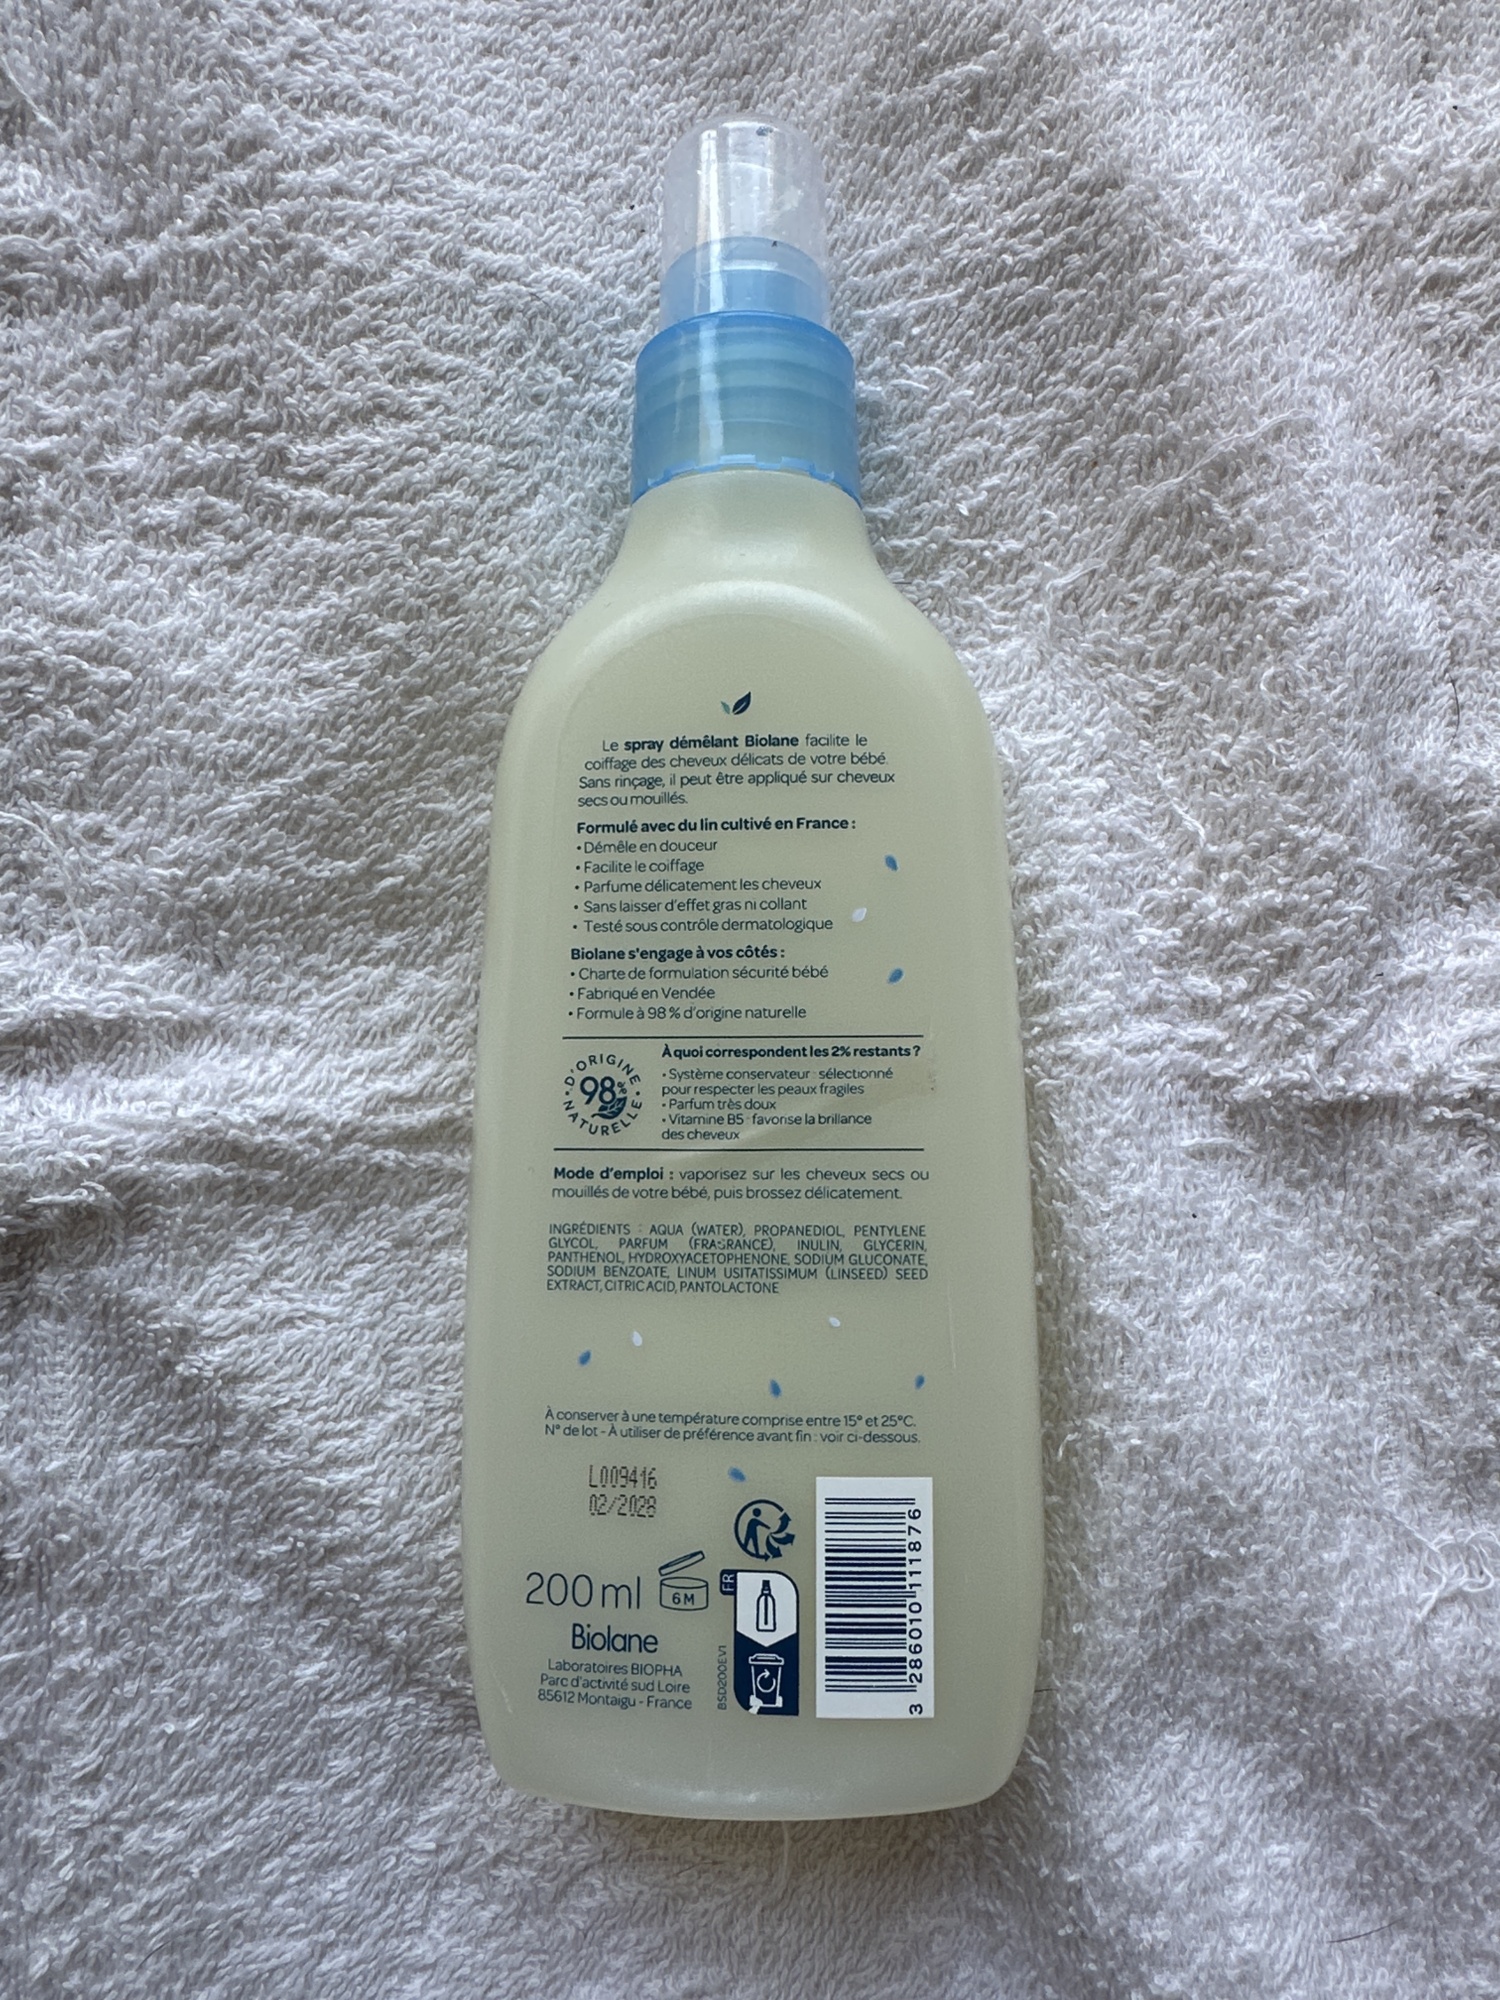 Le spray démêlant Biolane facilite le
coiffage des cheveux délicats de votre bébé.
Sans rinçage, il peut être appliqué sur cheveux
secs ou mouillés.
Formulé avec du lin cultivé en France :
• Démêle en douceur
• Facilite le coiffage
• Parfume délicatement les cheveux
• Sans laisser d'effet gras ni collant
• Testé sous contrôle dermatologique
Biolane s'engage à vos côtés :
• Charte de formulation sécurité bébé
• Fabriqué en Vendée
• Formule à 98 % d'origine naturelle
D'ORIGINE
98%
NATURELLE
À quoi correspondent les 2% restants ?
• Système conservateur : sélectionné
pour respecter les peaux fragiles
• Parfum très doux
• Vitamine B5 : favorise la brillance
des cheveux
Mode d'emploi : vaporisez sur les cheveux secs ou
mouillés de votre bébé, puis brossez délicatement.
INGRÉDIENTS : AQUA (WATER), PROPANEDIOL, PENTYLENE
GLYCOL, PARFUM (FRAGRANCE), INULIN, GLYCERIN,
PANTHENOL, HYDROXYACETOPHENONE, SODIUM GLUCONATE,
SODIUM BENZOATE, LINUM USITATISSIMUM (LINSEED) SEED
EXTRACT, CITRIC ACID, PANTOLACTONE
À conserver à une température comprise entre 15° et 25°C.
N° de lot - À utiliser de préférence avant fin : voir ci-dessous.
L009416
02/2028
200 ml
6 M
FR
Biolane
Laboratoires BIOPHA
Parc d'activité sud Loire
85612 Montaigu - France
BSD200EV1
3 286010 111876